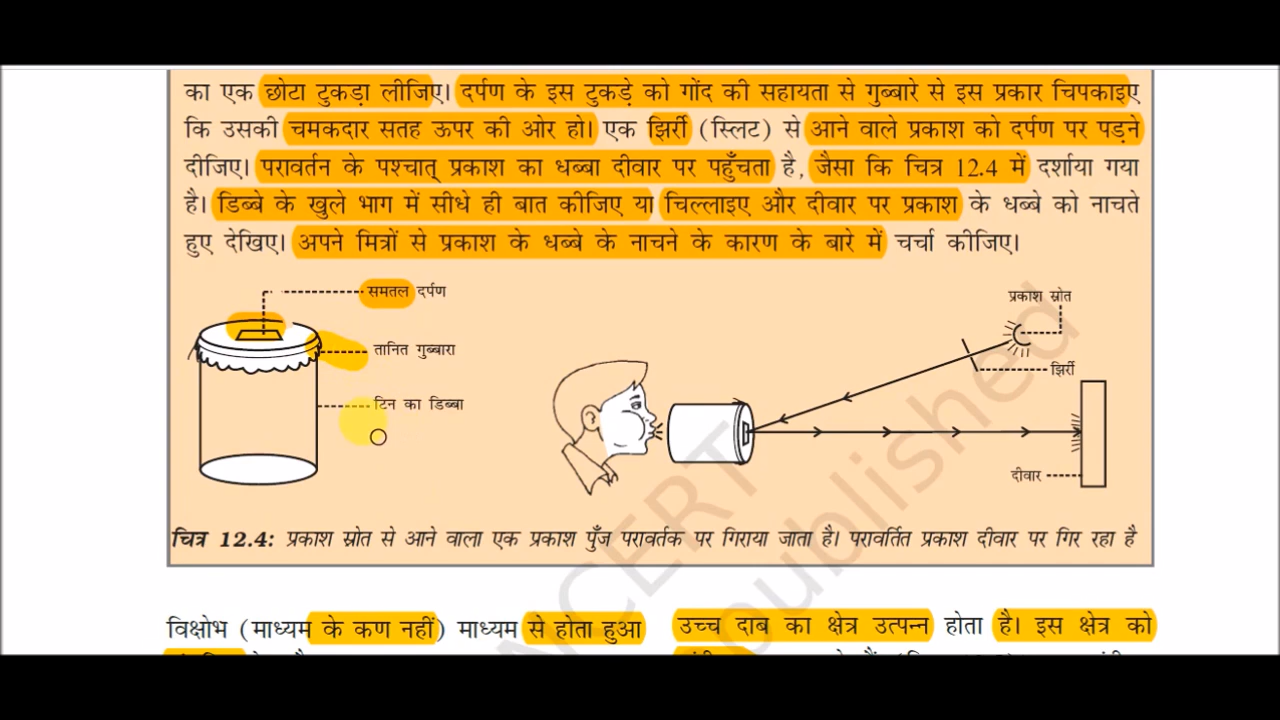 का एक छोटा टुकड़ा लीजिए। दर्पण के इस टुकड़े को गोंद की सहायता से गुब्बारे से इस प्रकार चिपकाइए
कि उसकी चमकदार सतह ऊपर की ओर हो। एक झिर्री (स्लिट) से आने वाले प्रकाश को दर्पण पर पड़ने
दीजिए। परावर्तन के पश्चात् प्रकाश का धब्बा दीवार पर पहुँचता है, जैसा कि चित्र 12.4 में दर्शाया गया
है। डिब्बे के खुले भाग में सीधे ही बात कीजिए या चिल्लाइए और दीवार पर प्रकाश के धब्बे को नाचते
हुए देखिए। अपने मित्रों से प्रकाश के धब्बे के नाचने के कारण के बारे में चर्चा कीजिए।
समतल दर्पण
तानित गुब्बारा
टिन का डिब्बा
प्रकाश स्रोत
झिर्री
दीवार
चित्र 12.4: प्रकाश स्रोत से आने वाला एक प्रकाश पुँज परावर्तक पर गिराया जाता है। परावर्तित प्रकाश दीवार पर गिर रहा है
विक्षोभ (माध्यम के कण नहीं) माध्यम से होता हुआ
उच्च दाब का क्षेत्र उत्पन्न होता है। इस क्षेत्र को
NCERT
published